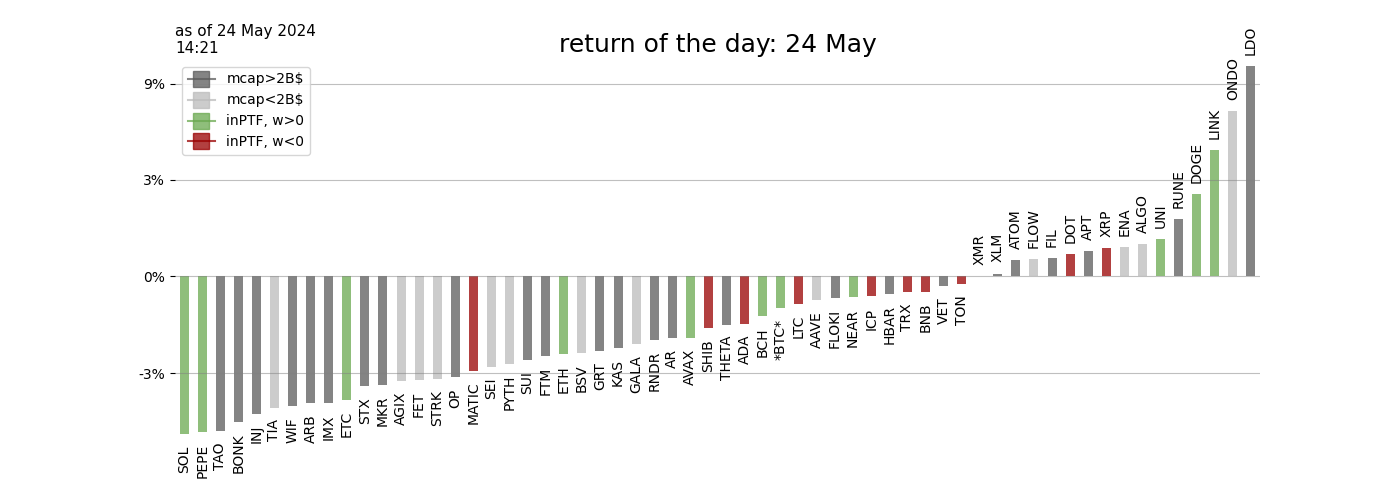 as of 24 May 2024
14:21
return of the day: 24 May
mcap>2B$
mcap<2B$
inPTF, w>0
inPTF, w<0
9%
3%
0%
-3%
SOL
PEPE
TAO
BONK
INJ
TIA
WIF
ARB
IMX
ETC
STX
MKR
AGIX
FET
STRK
OP
MATIC
SEI
PYTH
SUI
FTM
ETH
BSV
GRT
KAS
GALA
RNDR
AR
AVAX
SHIB
THETA
ADA
BCH
*BTC*
LTC
AAVE
FLOKI
NEAR
ICP
HBAR
TRX
BNB
VET
TON
XMR
XLM
ATOM
FLOW
FIL
DOT
APT
XRP
ENA
ALGO
UNI
RUNE
DOGE
LINK
ONDO
LDO